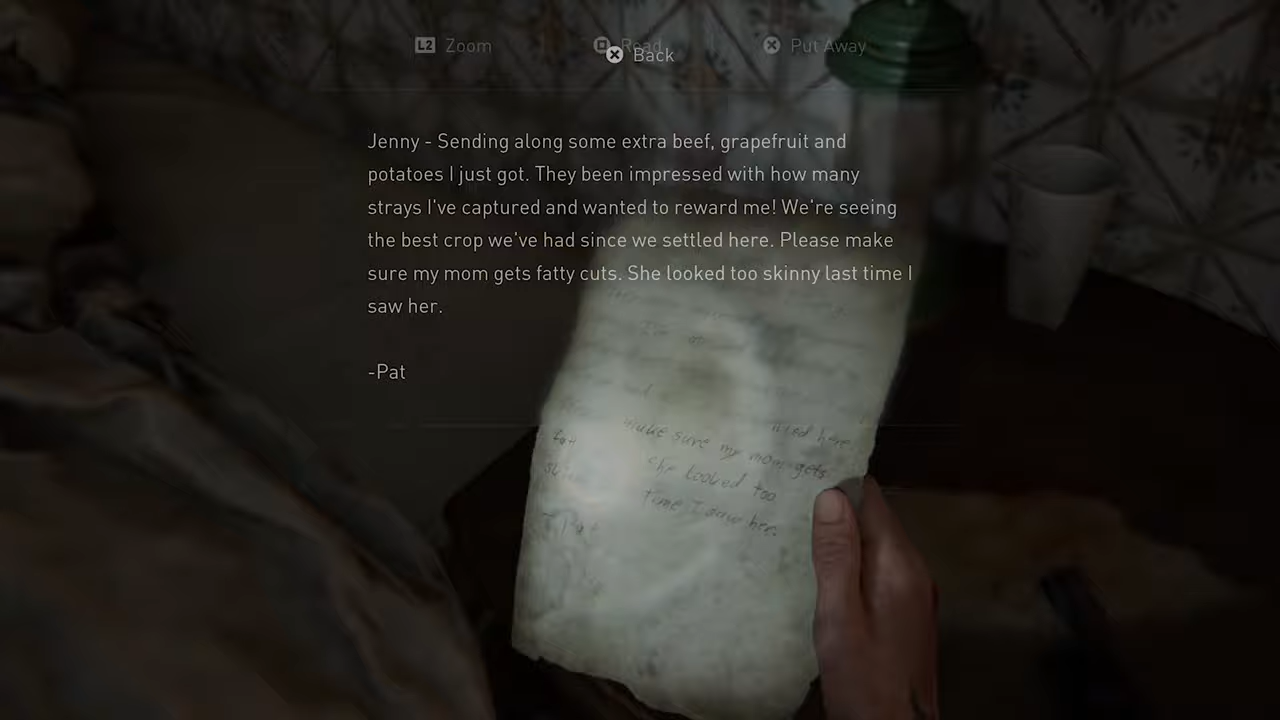 L2 Zoom
Read
Put Away
Back
Jenny - Sending along some extra beef, grapefruit and
potatoes I just got. They been impressed with how many
strays I've captured and wanted to reward me! We're seeing
the best crop we've had since we settled here. Please make
sure my mom gets fatty cuts. She looked too skinny last time I
saw her.
-Pat
make sure my mom gets
she looked too
time I saw her.